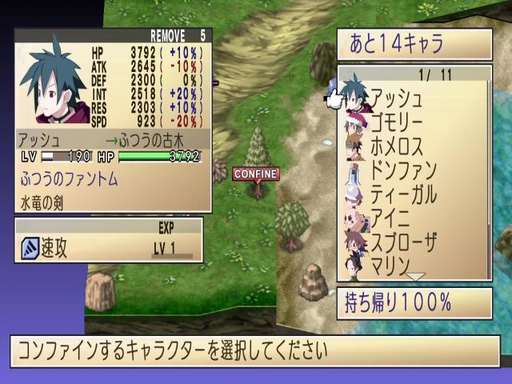 REMOVE 5
HP 3792 (+10%)
ATK 2645 (-10%)
DEF 2300 ( 0%)
INT 2518 (+20%)
RES 2303 (+10%)
SPD 923 (-20%)
アッシュ →ふつうの古木
LV 190 HP 3792
ふつうのファントム
水竜の剣
EXP
速攻 LV 1
CONFINE
あと14キャラ
1/ 11
アッシュ
ゴモリー
ホメロス
ドンファン
ティーガル
アイニ
スブローザ
マリン
持ち帰り100%
コンファインするキャラクターを選択してください